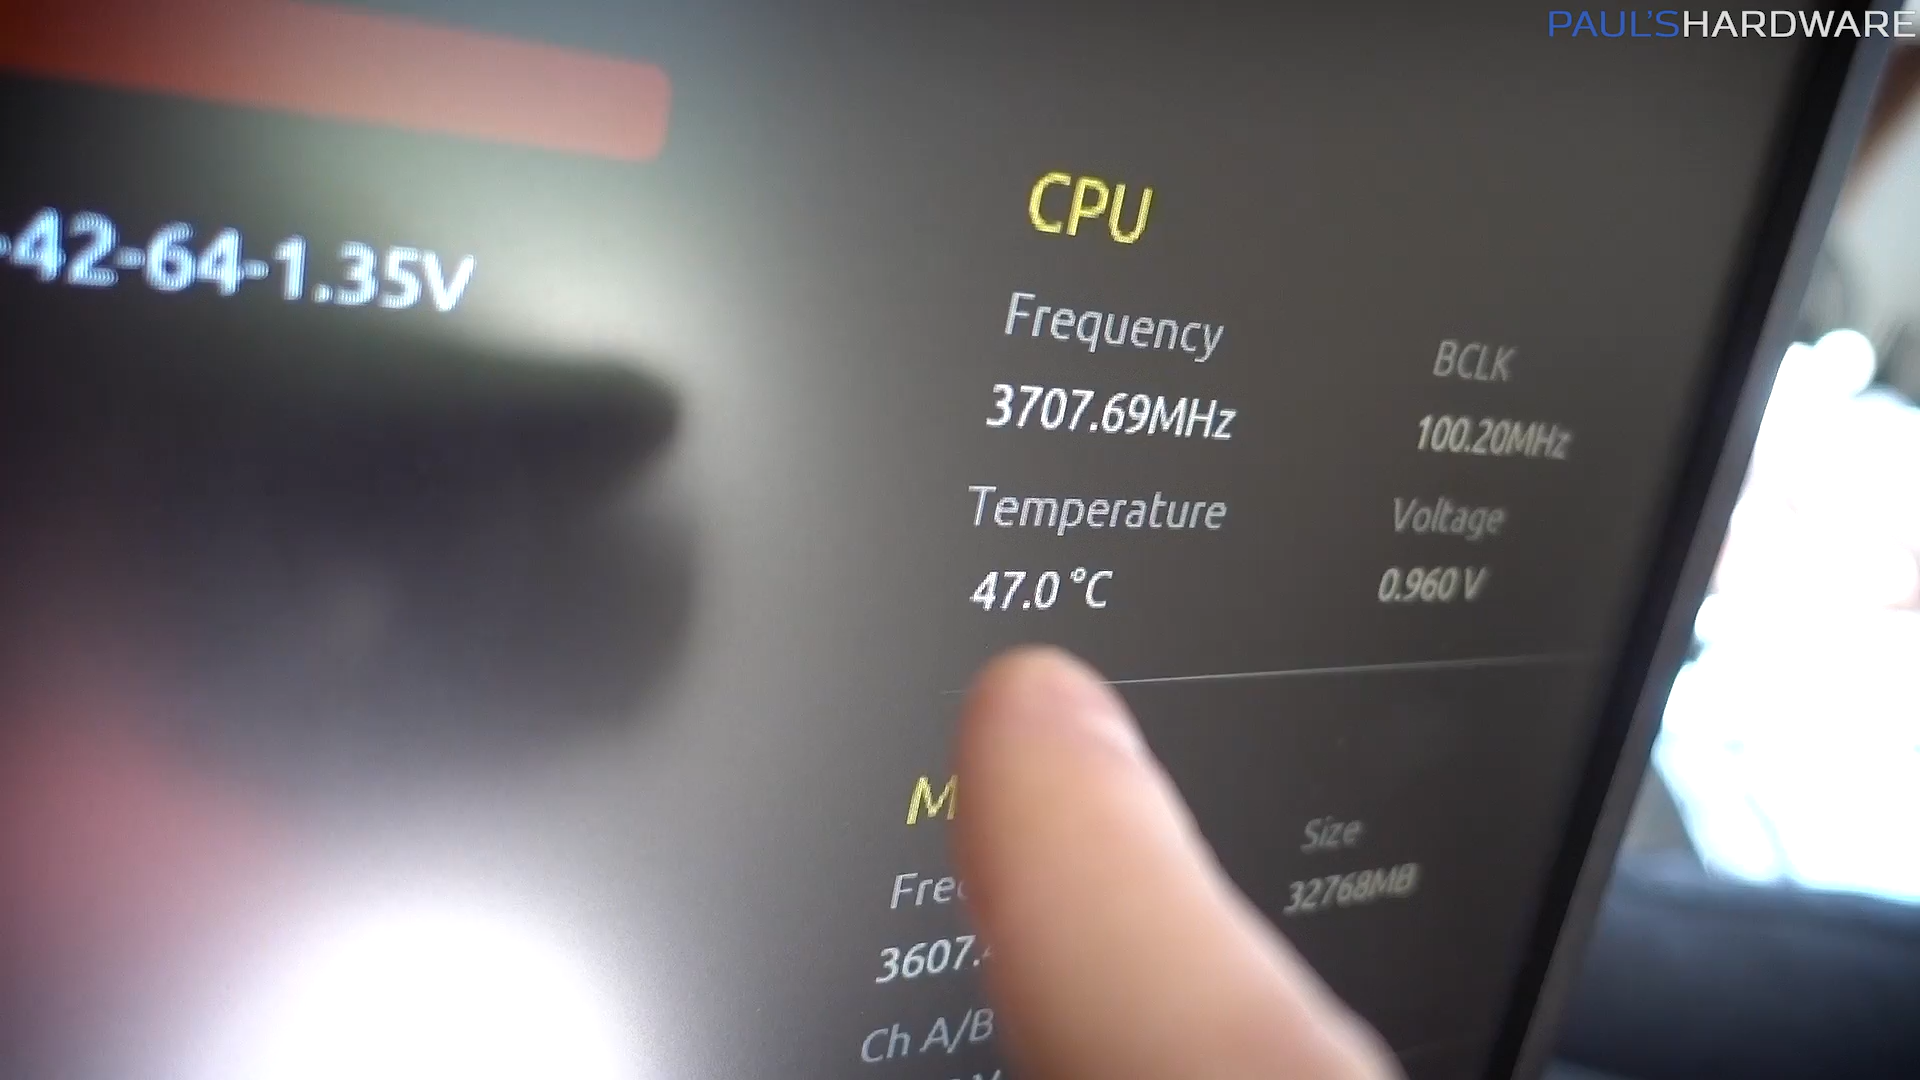 PAUL'SHARDWARE
-42-64-1.35V
CPU
Frequency
BCLK
3707.69MHz
100.20MHz
Temperature
Voltage
47.0 °C
0.960 V
Size
32768MB
3607.
Ch A/B